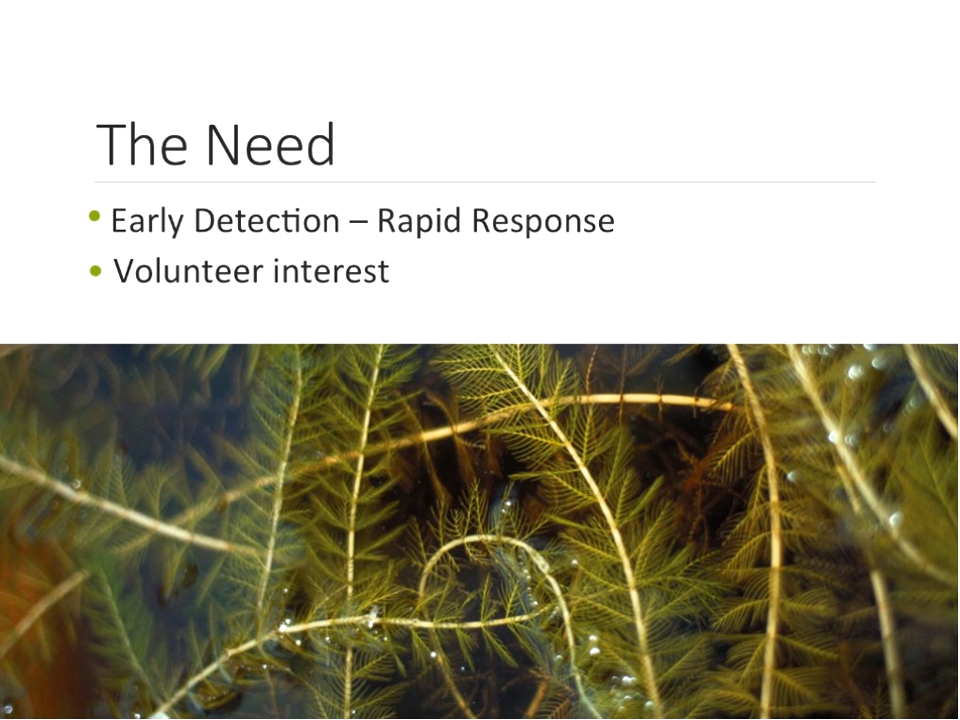 The Need
• Early Detection – Rapid Response
• Volunteer interest